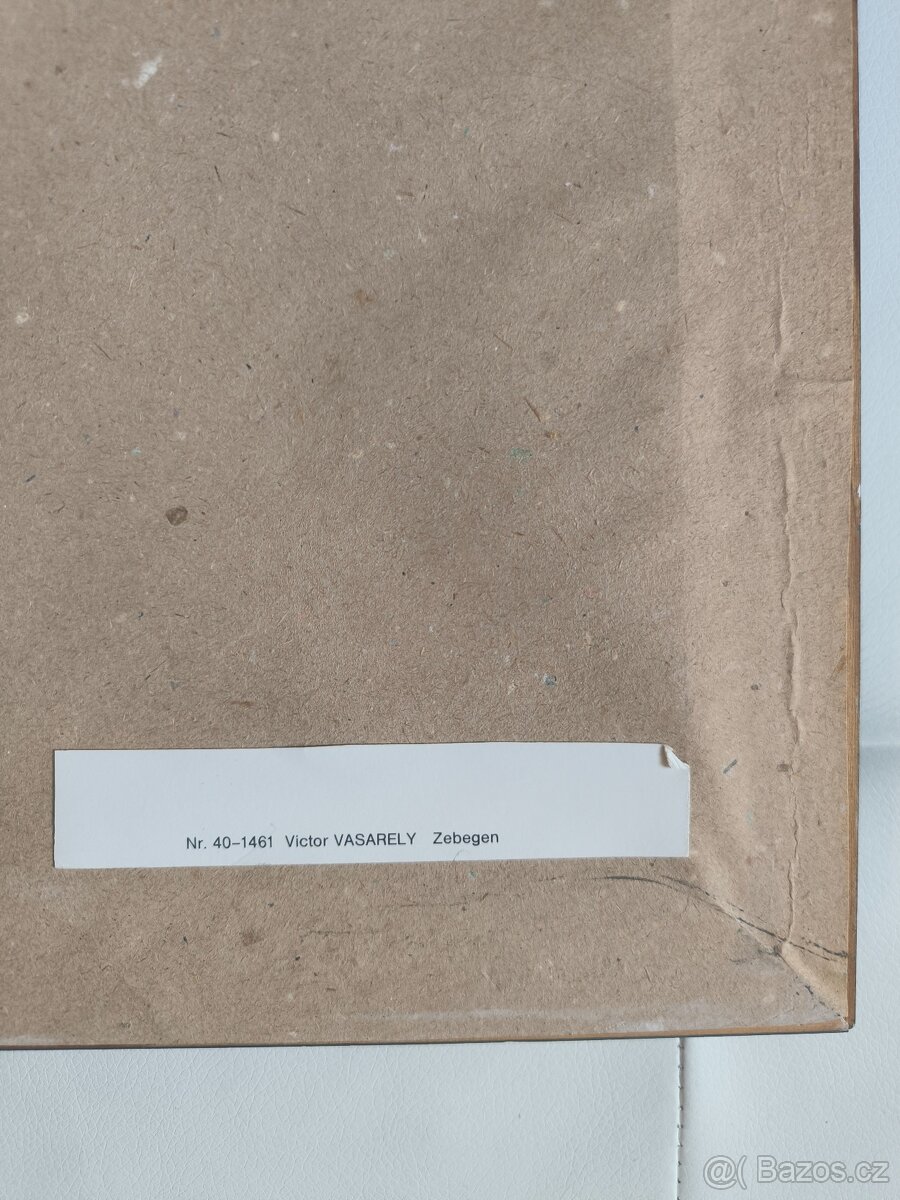 Nr. 40-1461 Victor VASARELY Zebegen
@( Bazos.cz